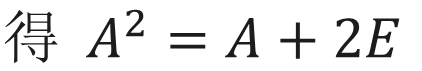 得 A² = A + 2E